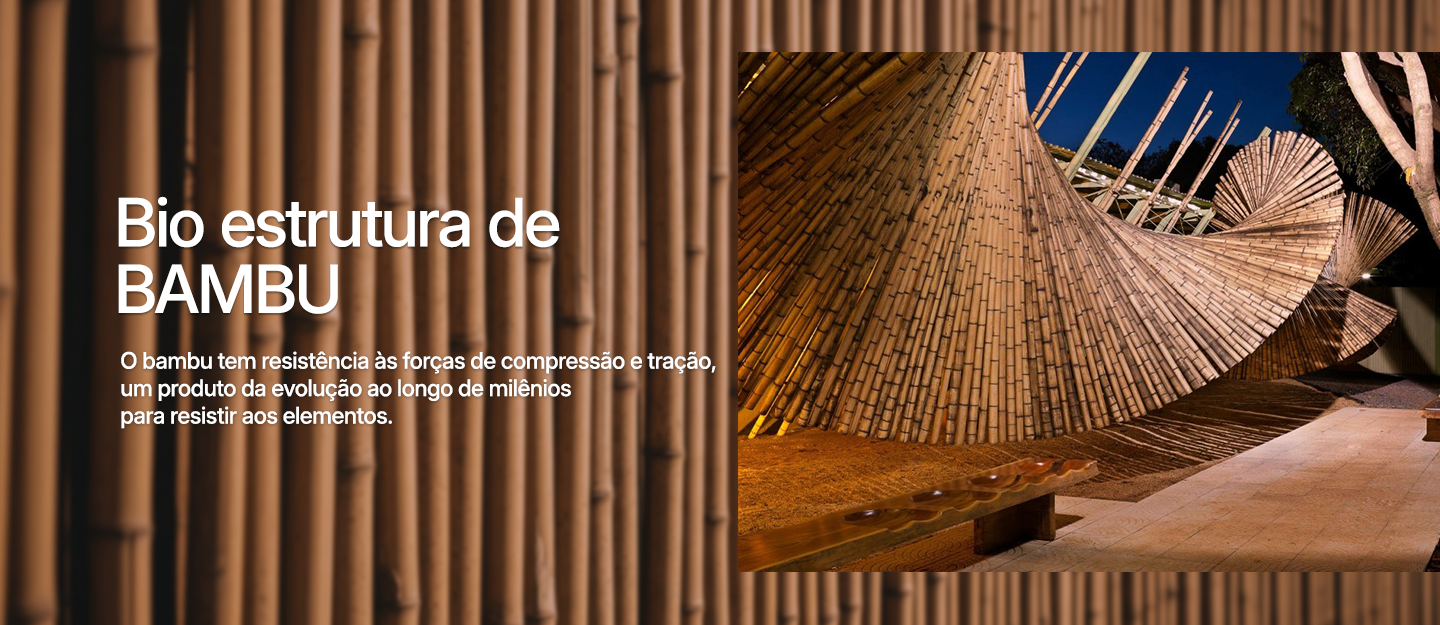 Bio estrutura de
BAMBU
O bambu tem resistência às forças de compressão e tração,
um produto da evolução ao longo de milênios
para resistir aos elementos.